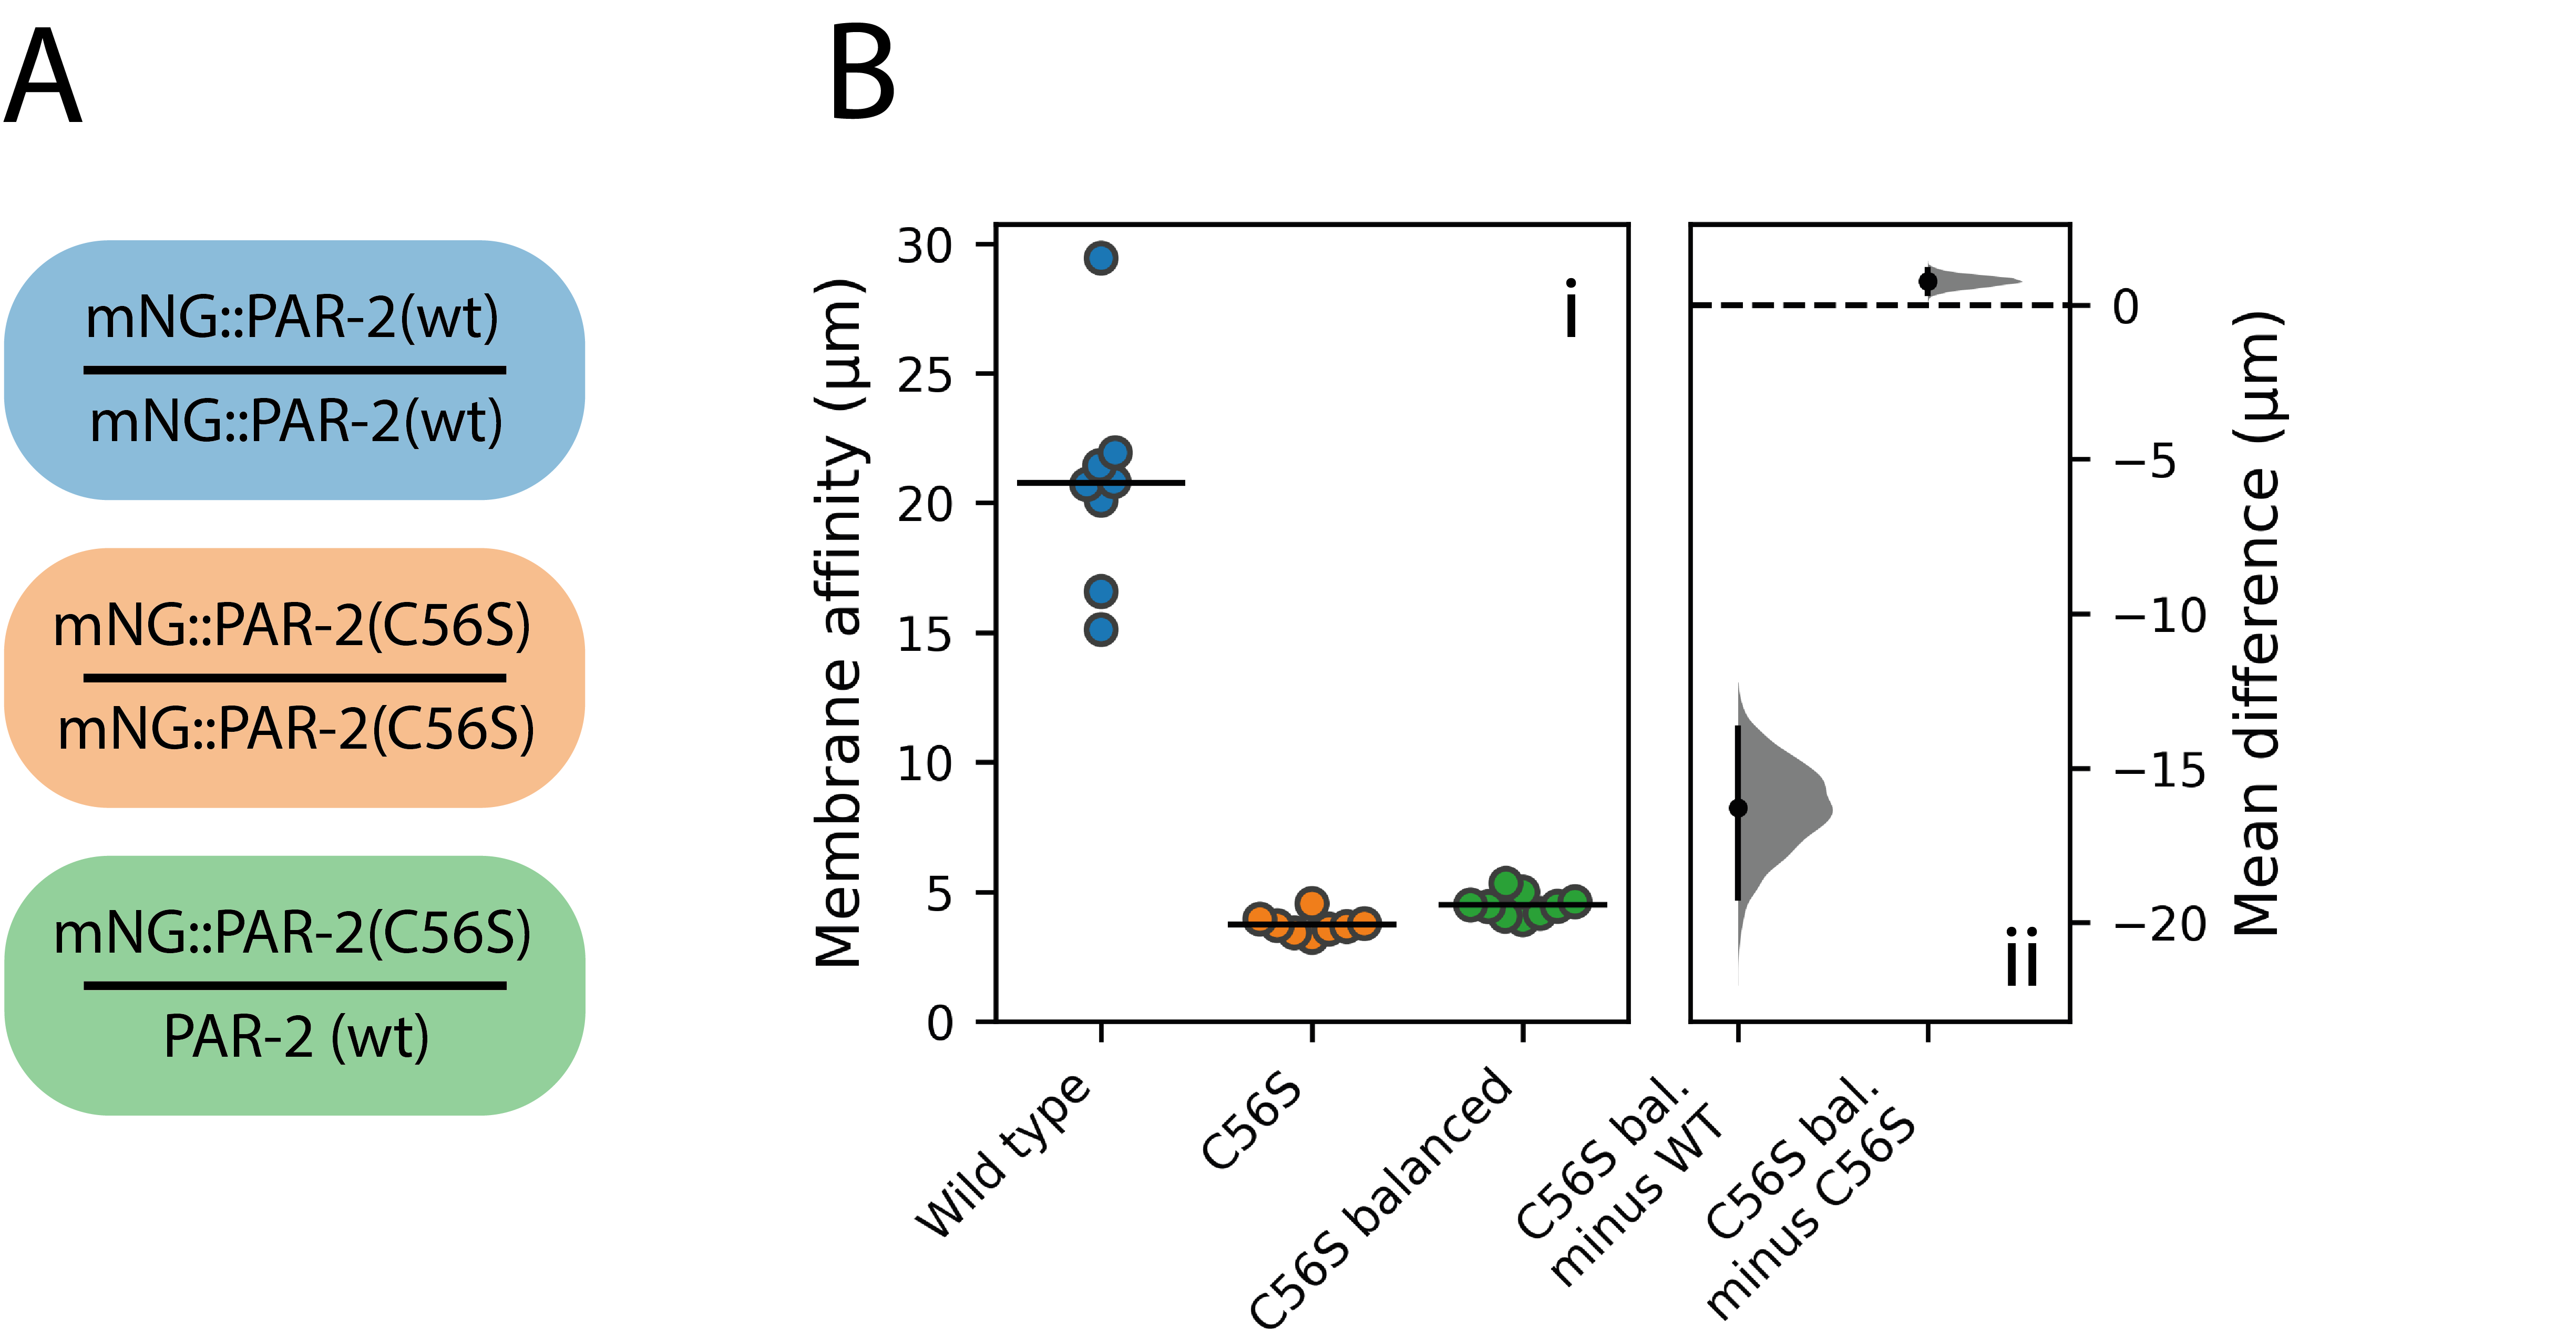 A
mNG::PAR-2(wt)
mNG::PAR-2(wt)
mNG::PAR-2(C56S)
mNG::PAR-2(C56S)
mNG::PAR-2(C56S)
PAR-2 (wt)
B
Membrane affinity (μm)
30
25
20
15
10
5
0
i
Wild type
C56S
C56S balanced
ii
C56S bal.
minus WT
C56S bal.
minus C56S
0
−5
−10
−15
−20
Mean difference (μm)